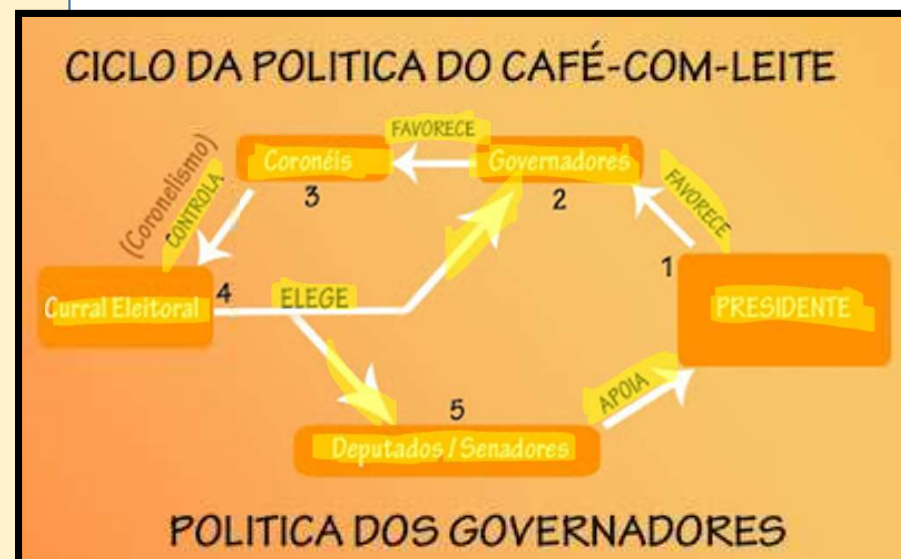 CICLO DA POLITICA DO CAFÉ-COM-LEITE
FAVORECE
Coronéis
Governadores
3
2
(Coronelismo)
CONTROLA
FAVORECE
1
Curral Eleitoral
4
ELEGE
PRESIDENTE
5
APOIA
Deputados / Senadores
POLITICA DOS GOVERNADORES